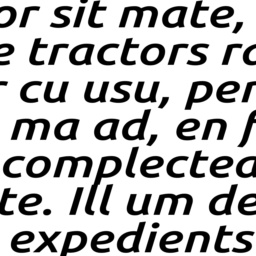 or sit mate,
e tractors ro
r cu usu, per
ma ad, en f
complectea
te. Ill um de
expedients